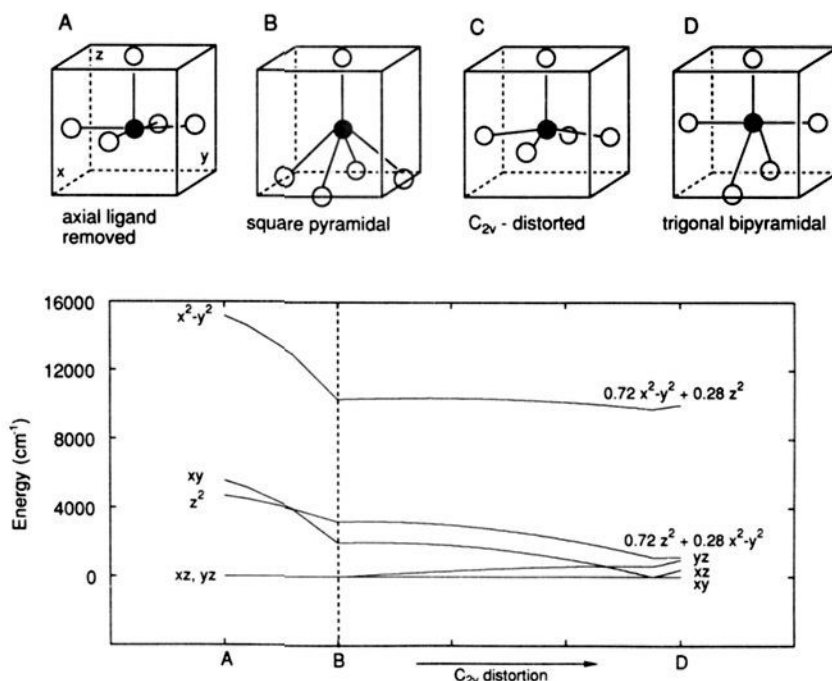 A
B
C
D
z
x
y
axial ligand
removed
square pyramidal
C₂ᵥ - distorted
trigonal bipyramidal
16000
12000
8000
4000
0
Energy (cm⁻¹)
x²-y²
xy
z²
xz, yz
0.72 x²-y² + 0.28 z²
0.72 z² + 0.28 x²-y²
yz
xz
xy
A
B
D
C₂ᵥ distortion